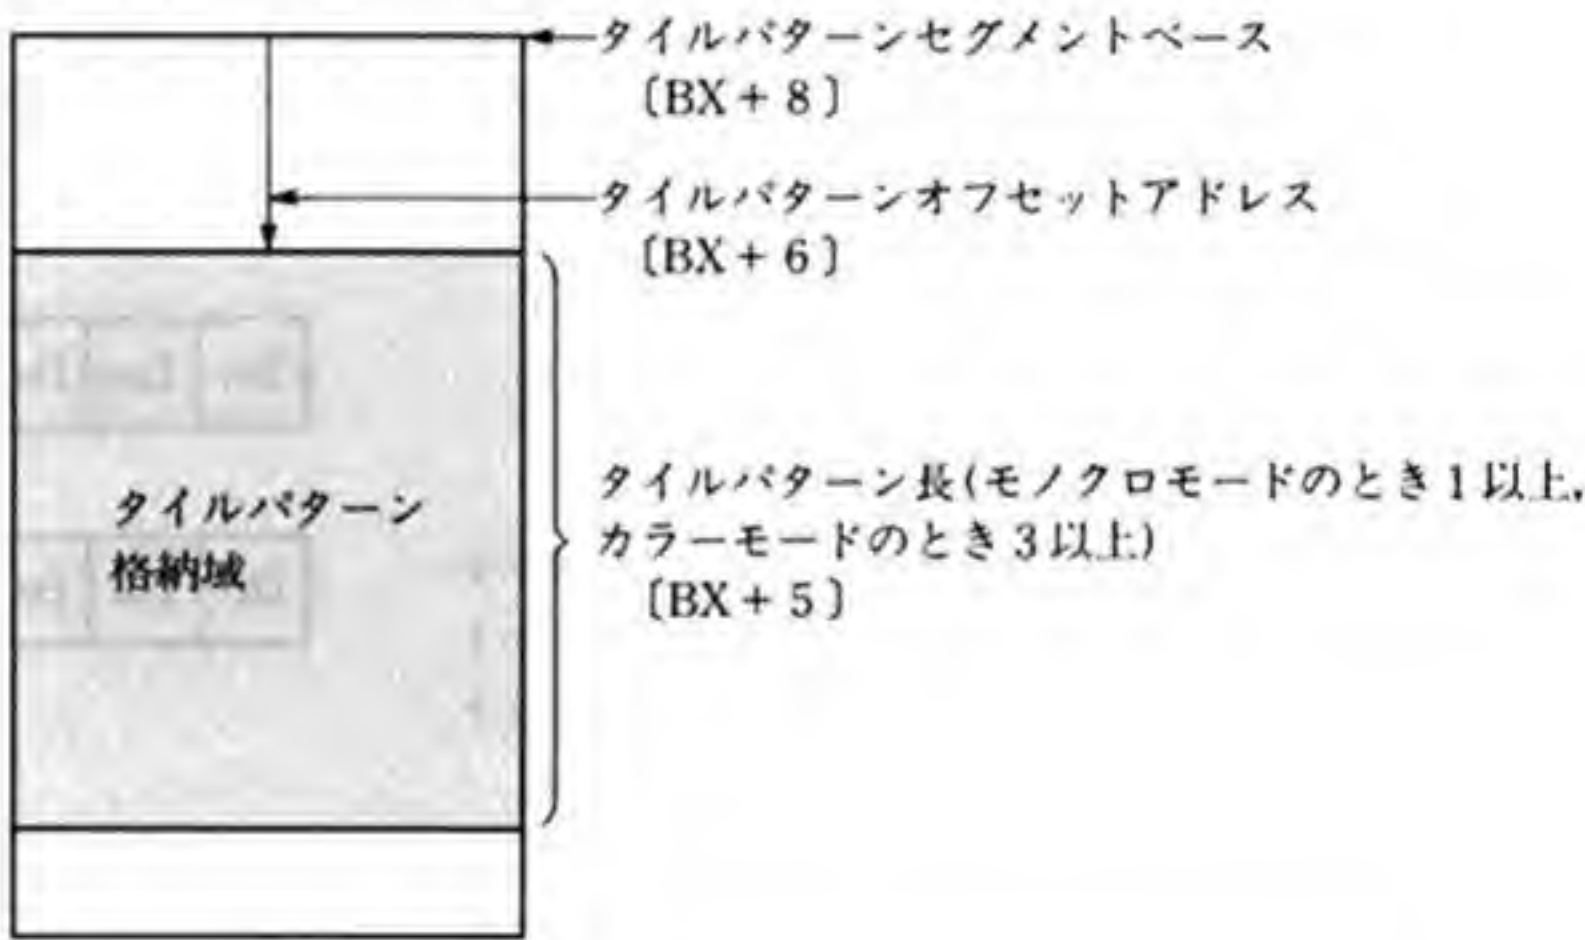 タイルパターンセグメントベース
〔BX + 8〕
タイルパターンオフセットアドレス
〔BX + 6〕
タイルパターン長(モノクロモードのとき1以上,
カラーモードのとき3以上)
〔BX + 5〕
タイルパターン
格納域